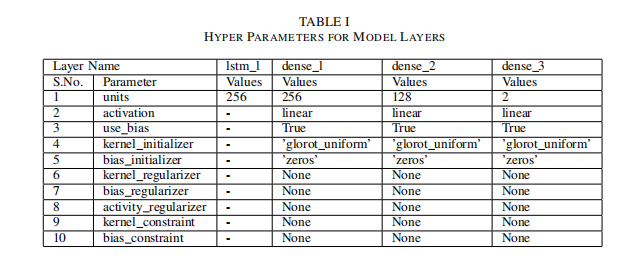 TABLE I
HYPER PARAMETERS FOR MODEL LAYERS
Layer Name lstm_1 dense_1 dense_2 dense_3
S.No. Parameter Values Values Values Values
1 units 256 256 128 2
2 activation - linear linear linear
3 use_bias - True True True
4 kernel_initializer - 'glorot_uniform' 'glorot_uniform' 'glorot_uniform'
5 bias_initializer - 'zeros' 'zeros' 'zeros'
6 kernel_regularizer - None None None
7 bias_regularizer - None None None
8 activity_regularizer - None None None
9 kernel_constraint - None None None
10 bias_constraint - None None None